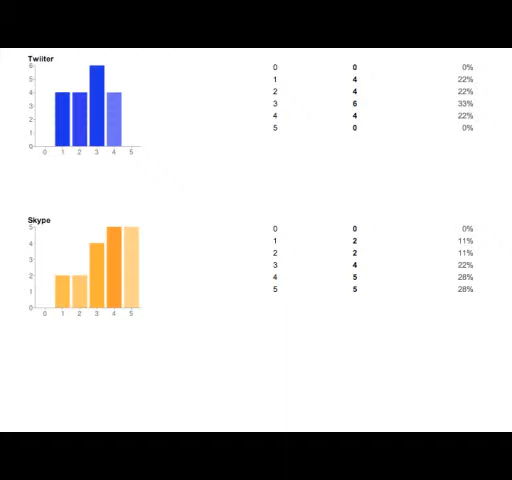 Twiiter
6
5
4
3
2
1
0
0 1 2 3 4 5
0 0 0%
1 4 22%
2 4 22%
3 6 33%
4 4 22%
5 0 0%
Skype
5
4
3
2
1
0
0 1 2 3 4 5
0 0 0%
1 2 11%
2 2 11%
3 4 22%
4 5 28%
5 5 28%